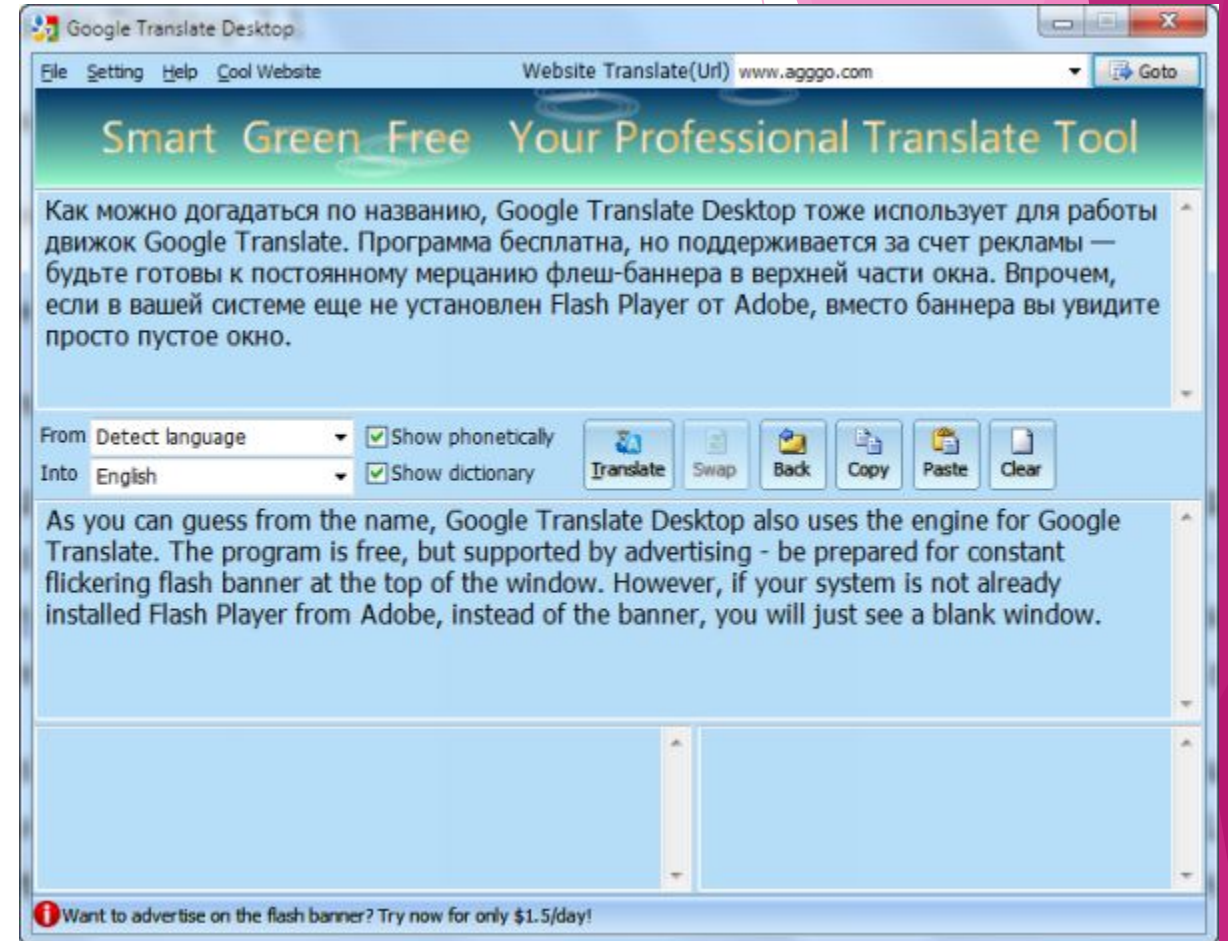 Google Translate Desktop
File Setting Help Cool Website Website Translate(Url) www.agggo.com Goto
Smart Green Free Your Professional Translate Tool
Как можно догадаться по названию, Google Translate Desktop тоже использует для работы
движок Google Translate. Программа бесплатна, но поддерживается за счет рекламы —
будьте готовы к постоянному мерцанию флеш-баннера в верхней части окна. Впрочем,
если в вашей системе еще не установлен Flash Player от Adobe, вместо баннера вы увидите
просто пустое окно.
From Detect language Show phonetically
Into English Show dictionary
Translate Swap Back Copy Paste Clear
As you can guess from the name, Google Translate Desktop also uses the engine for Google
Translate. The program is free, but supported by advertising - be prepared for constant
flickering flash banner at the top of the window. However, if your system is not already
installed Flash Player from Adobe, instead of the banner, you will just see a blank window.
Want to advertise on the flash banner? Try now for only $1.5/day!